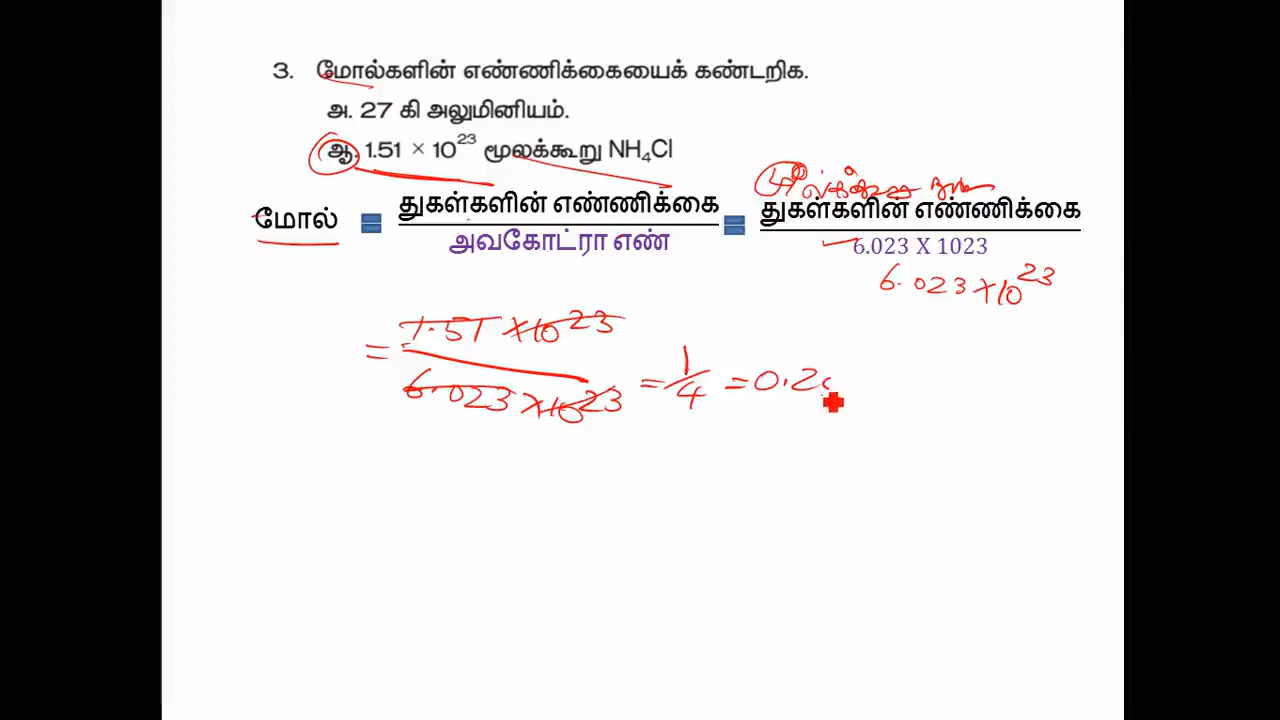 3. மோல்களின் எண்ணிக்கையைக் கண்டறிக.
அ. 27 கி அலுமினியம்.
ஆ. 1.51 × 10²³ மூலக்கூறு NH₄Cl
மோல் = துகள்களின் எண்ணிக்கை / அவகோட்ரா எண் = துகள்களின் எண்ணிக்கை / 6.023 X 1023
6.023 × 10²³
= 1.51 × 10²³ / 6.023 × 10²³ = 1/4 = 0.2